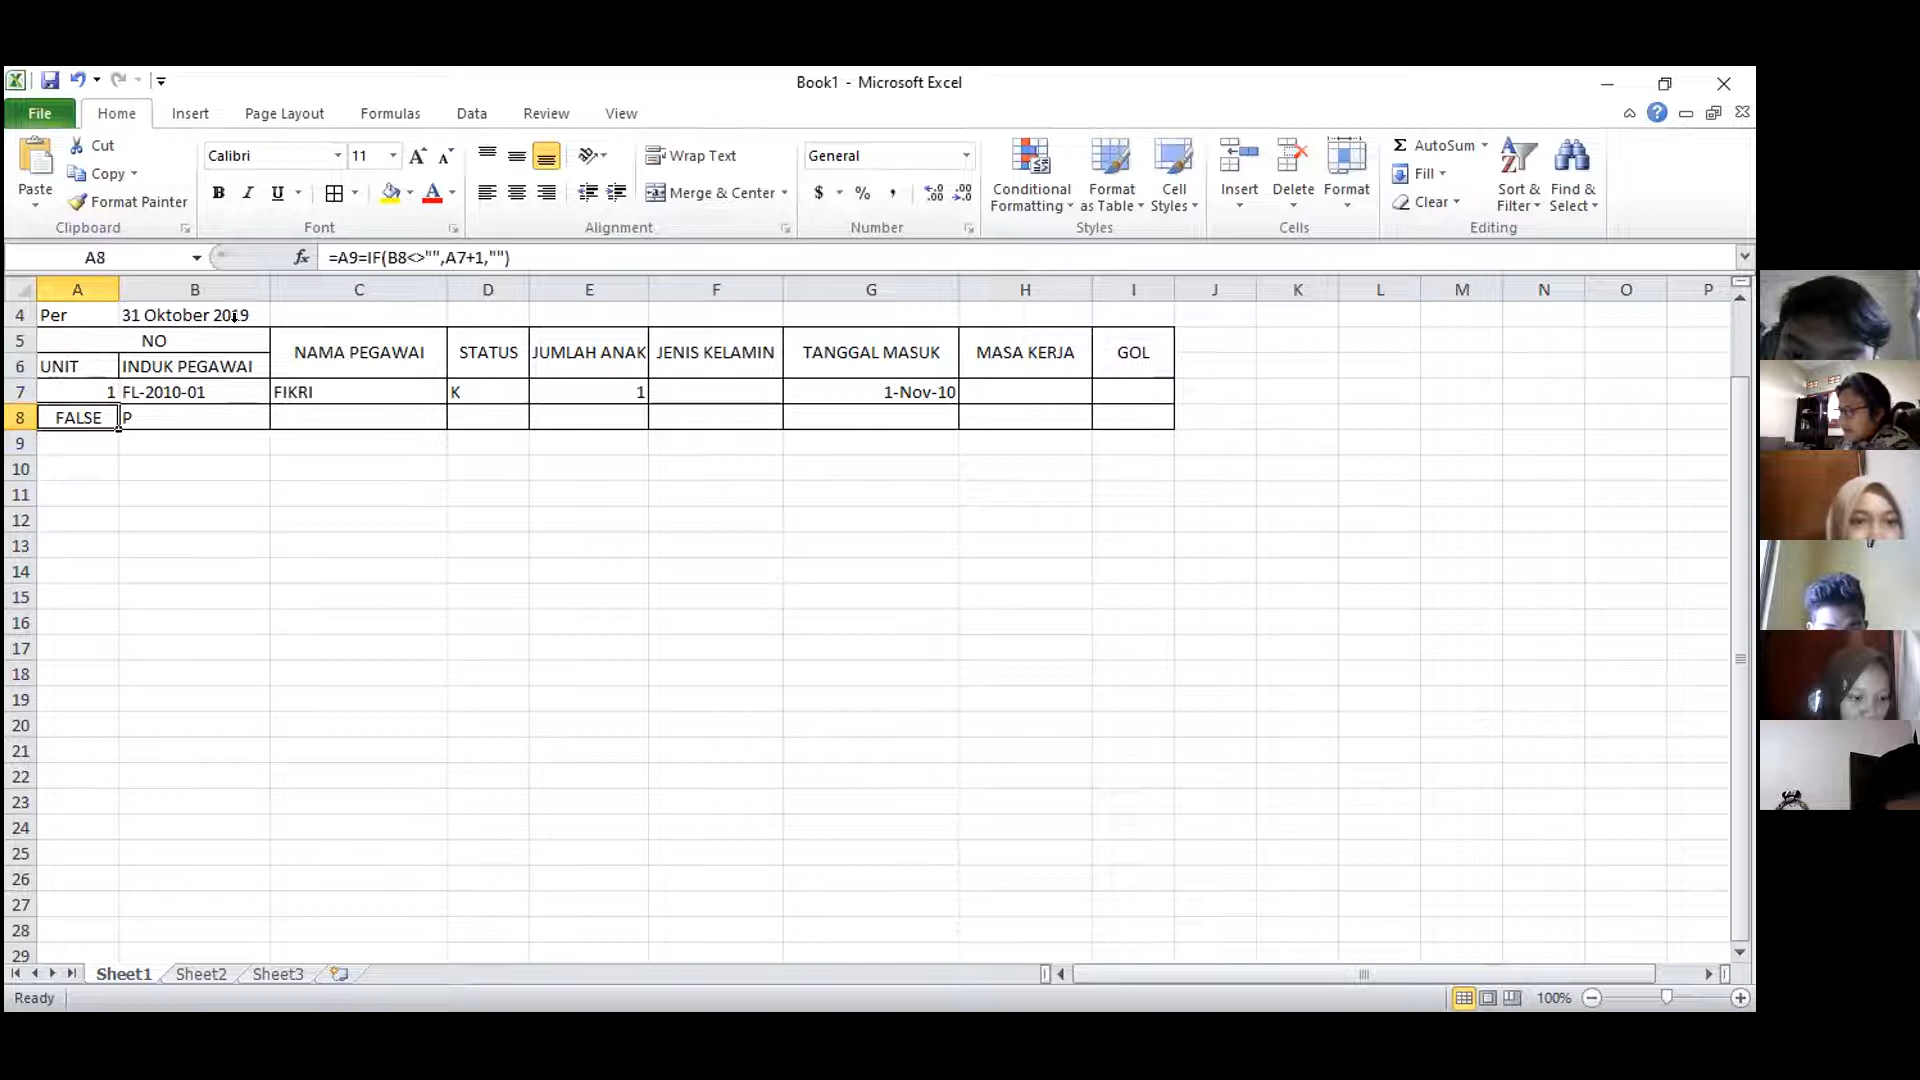 Book1 - Microsoft Excel
File Home Insert Page Layout Formulas Data Review View
Paste
Cut
Copy
Format Painter
Clipboard
Calibri 11
B I U
Font
Wrap Text
Merge & Center
Alignment
General
$ % ,
Number
Conditional Formatting
Format as Table
Cell Styles
Styles
Insert Delete Format
Cells
AutoSum
Fill
Clear
Sort & Filter
Find & Select
Editing
A8 fx =A9=IF(B8<>"",A7+1,"")
A B C D E F G H I J K L M N O P
4 Per 31 Oktober 2019
5 NO NAMA PEGAWAI STATUS JUMLAH ANAK JENIS KELAMIN TANGGAL MASUK MASA KERJA GOL
6 UNIT INDUK PEGAWAI
7 1 FL-2010-01 FIKRI K 1 1-Nov-10
8 FALSE P
9
10
11
12
13
14
15
16
17
18
19
20
21
22
23
24
25
26
27
28
29
Sheet1 Sheet2 Sheet3
Ready 100%